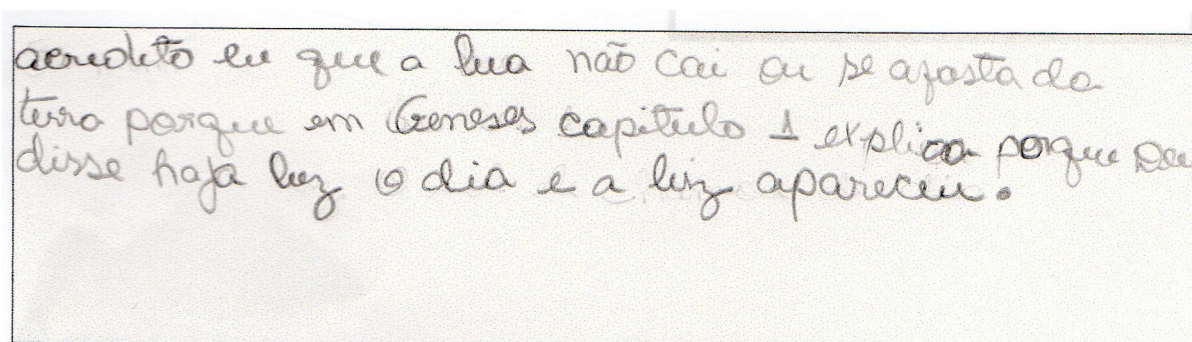 acredito eu que a lua não cai ou se afasta da
terra porque em Geneses capitulo 1 explica porque Deu
disse haja luz o dia e a luz apareceu.